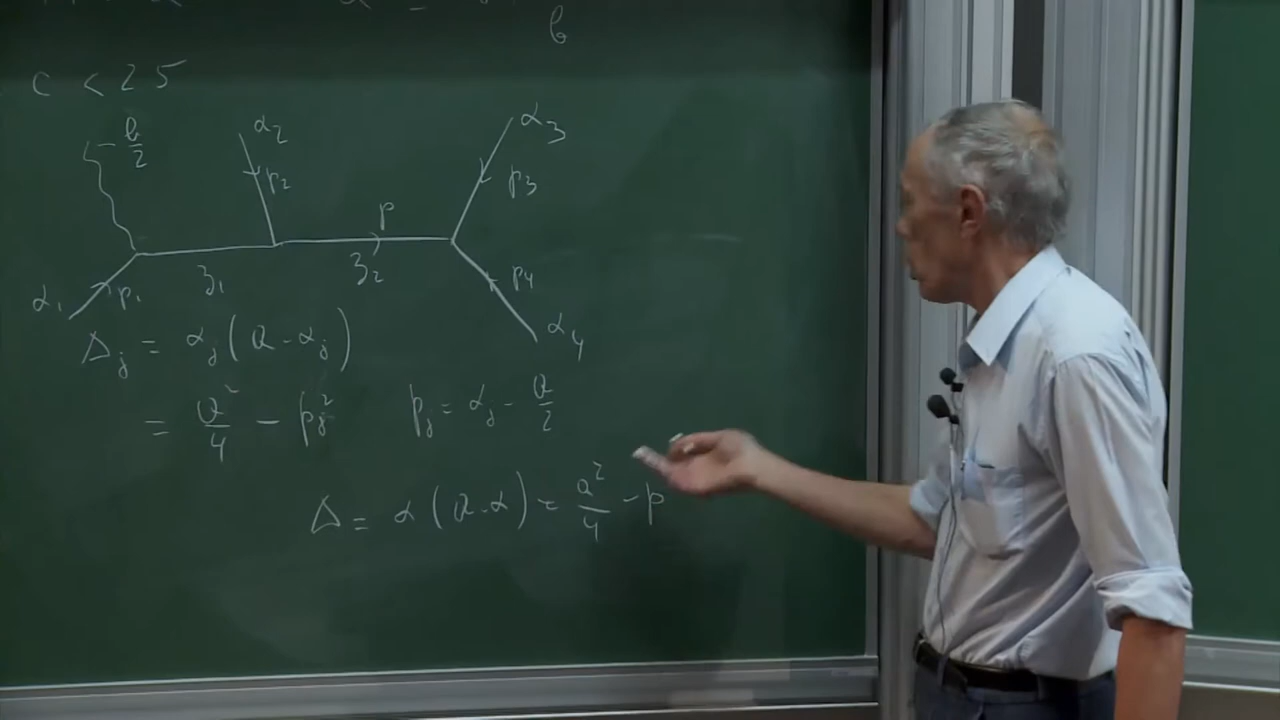 b
c < 25
- b/2
α₂
α₃
p₂
p₃
p
α₁
p₁
z₁
z₂
p₄
α₄
Δⱼ = αⱼ(Q - αⱼ)
= Q²/4 - pⱼ² pⱼ = αⱼ - Q/2
Δ = α(Q - α) = Q²/4 - p